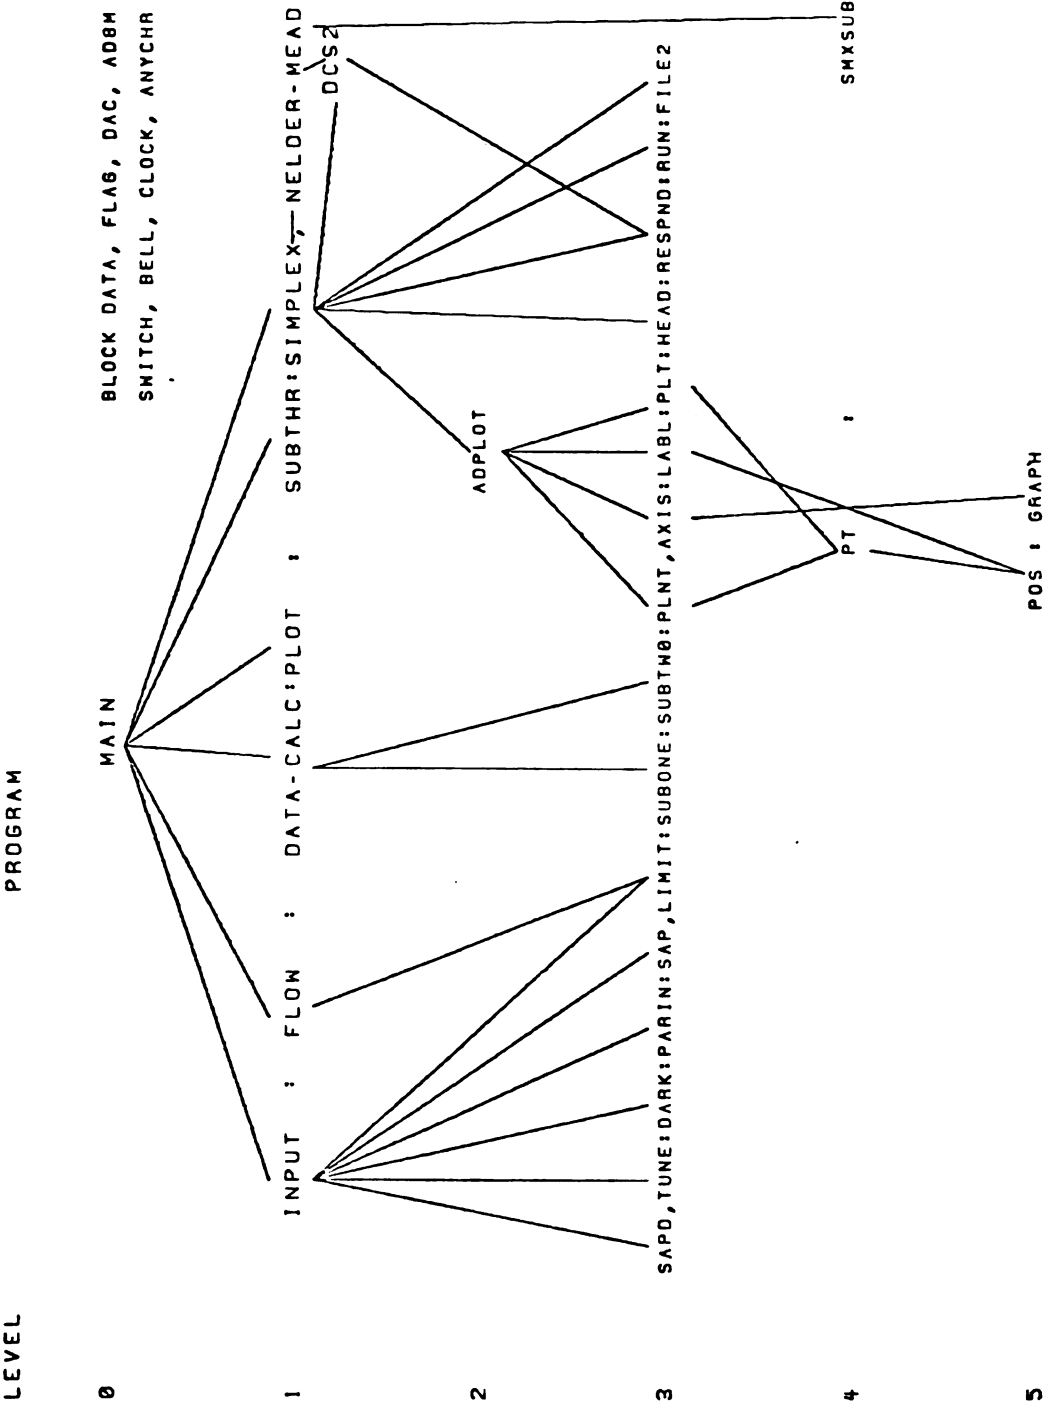 LEVEL PROGRAM
0 MAIN BLOCK DATA, FLAG, DAC, AD8M
SWITCH, BELL, CLOCK, ANYCHR
1 INPUT : FLOW : DATA-CALC:PLOT : SUBTHR:SIMPLEX,—NELDER-MEAD
DCS2
2 ADPLOT
3 SAPD,TUNE:DARK:PARIN:SAP,LIMIT:SUBONE:SUBTWO:PLNT,AXIS:LABL:PLT:HEAD:RESPND:RUN:FILE2
4 PT : SMXSUB
5 POS : GRAPH